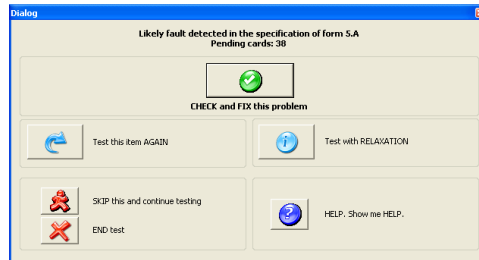 Dialog
Likely fault detected in the specification of form 5.A
Pending cards: 38
CHECK and FIX this problem
Test this item AGAIN
Test with RELAXATION
SKIP this and continue testing
END test
HELP. Show me HELP.